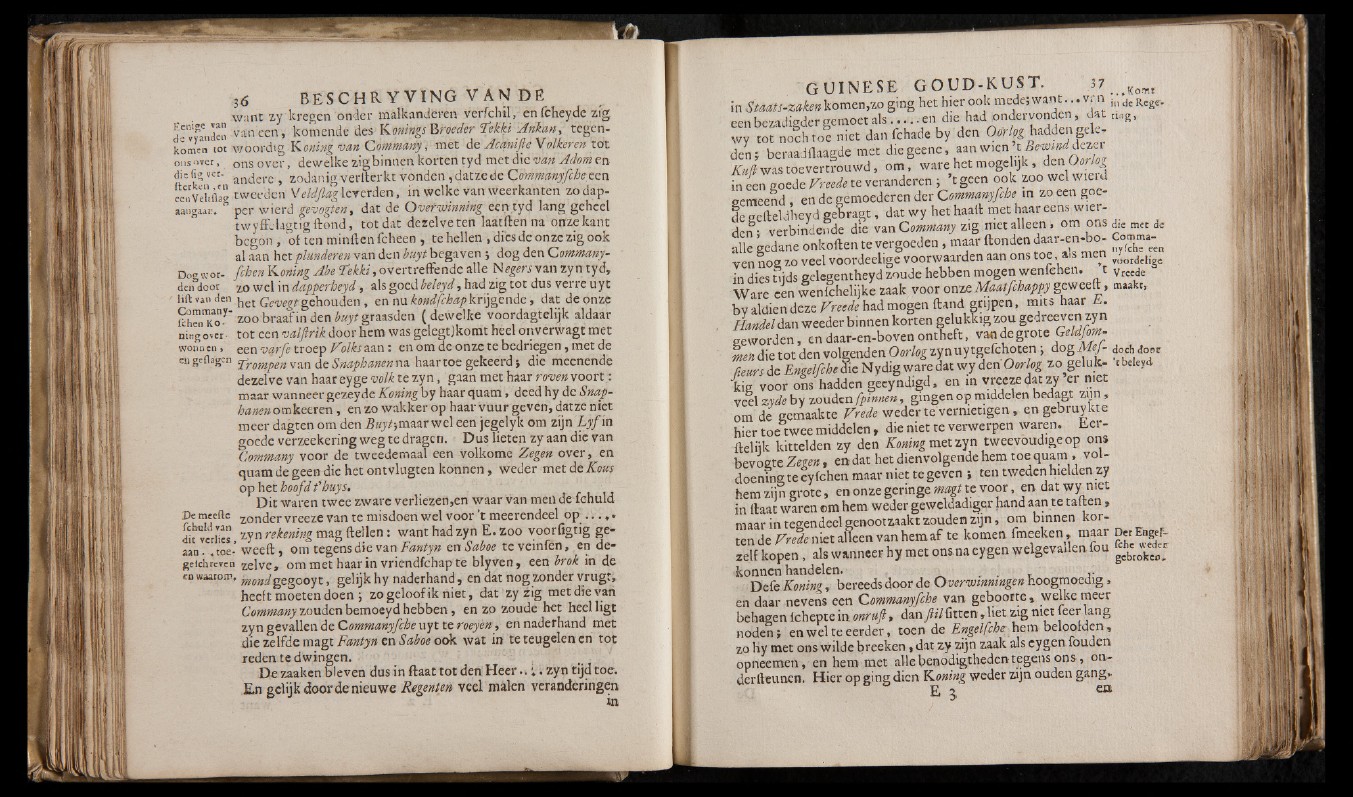 36 BESCHRYVING VAN DE
want zy kregen onder malkanderen verschil, en scheyde zig
Eenige van de vyanden komen tot ons over, die sig versterken, en een Veltslag aangaan.
van een, komende des Konings Broeder Tekki Ankan, tegen-
woordig Koning van Commany, met de Acanise Volkeren tot
ons over, dewelke zig binnen korten tyd met die van Adom en
andere, zodanig versterkt vonden, dat ze de Commanysche een
tweeden Veldslag leverden, in welke van weerkanten zo dap-
per wierd gevogten, dat de Overwinning een tyd lang geheel
twyffelagtig stond, tot dat dezelve ten laatsten na onze kant
begon, of ten minsten scheen, te hellen, dies de onze zig ook
al aan het plunderen van den buyt begaven; dog den Commany-
Dog worden door list van den Commanyschen Koning overwonnen, en geslagen
schen Koning Abe Tekki, overtreffende alle Negers van zyn tyd,
zo wel in dapperheyd, als goed beleyd, had zig tot dus verre uyt
het Gevegt gehouden, en nu kondschap krijgende, dat de onze
zoo braaf in den buyt graasden (dewelke voordagtelijk aldaar
tot een valstrik door hem was gelegt) komt heel onverwagt met
een varse troep Volks aan: en om de onze te bedriegen, met de
Trompen van de Snaphanen na haar toe gekeerd; die meenende
dezelve van haar eyge volk te zyn, gaan met haar roven voort:
maar wanneer gezeyde Koning by haar quam, deed hy de Snap-
hanen omkeeren, en zo wakker op haar vuur geven, dat ze niet
meer dagten om den Buyt, maar wel een jegelyk om zijn Lyf in
goede verzeekering weg te dragen. Dus lieten zy aan die van
Commany voor de tweedemaal een volkome Zegen over, en
quam de geen die het ontvlugten konnen, weder met de Kous
op het hoofd t'huys.
Dit waren twee zware verliezen, en waar van men de schuld
De meeste schuld van dit verlies, aan . . toegeschreven en waarom.
zonder vreeze van te misdoen wel voor 't meerendeel op .....
zyn rekening mag stellen: want had zyn E. zoo voorsigtig ge-
weest, om tegens die van Fantyn en Saboe te veinsen, en de-
zelve, om met haar in vriendschap te blyven, een brok in de
mond gegooyt, gelijk hy naderhand, en dat nog zonder vrugt,
heeft moeten doen; zo geloof ik niet, dat zy zig met die van
Commany zouden bemoeyd hebben, en zo zoude het heel ligt
zyn gevallen de Commanysche uyt te roeyen, en naderhand met
die zelfde magt Fantyn en Saboe ook wat in te teugelen en tot
reden te dwingen.
De zaaken bleven dus in staat tot den Heer .... zyn tijd toe.
En gelijk door de nieuwe Regenten veel malen veranderingen
in
GUINESE GOUD-KUST. 37
in Staats-zaken komen, zo ging het hier ook mede; want... van
... Komt in de Regering,
een bezadigder gemoet als ..... en die had ondervonden, dat
wy tot noch toe niet dan schade by den Oorlog hadden gele-
den; beraadslaagde met die geene, aan wien 't Bewind dezer
Kust was toevertrouwd, om, ware het mogelijk, den Oorlog
in een goede Vreede te veranderen; 't geen ook zoo wel wierd
gemeend, en de gemoederen der Commanysche in zo een goe-
de gesteldheyd gebragt, dat wy het haast met haar eens wier-
den; verbindende die van Commany zig niet alleen, om ons
die met de Commanysche een voordelige Vreede maakt,
alle gedane onkosten te vergoeden, maar stonden daar-en-bo-
ven nog zo veel voordeelige voorwaarden aan ons toe, als men
in dies tijds gelegentheyd zoude hebben mogen wenschen. 't
Ware een wenschelijke zaak voor onze Maatschappy geweest,
by aldien deze Vreede had mogen stand grijpen, mits haar E.
Handel dan weeder binnen korten gelukkig zou gedreeven zyn
geworden, en daar-en-boven ontheft, van de grote Geldsom-
men die tot den volgenden Oorlog zyn uytgeschoten; dog Mes-
doch door 't beleyd
sieurs de Engelsche die Nydig ware dat wy den Oorlog zo geluk-
kig voor ons hadden geeyndigd, en in vreeze dat zy 'er niet
veel zyde by zouden spinnen, gingen op middelen bedagt zijn,
om de gemaakte Vrede weder te vernietigen, en gebruykte
hier toe twee middelen, die niet te verwerpen waren. Eer-
stelijk kittelden zy den Koning met zyn tweevoudige op ons
bevogte Zegen, en dat het dienvolgende hem toequam, vol-
doening te eyschen maar niet te geven; ten tweden hielden zy
hem zijn grote, en onze geringe magt te voor, en dat wy niet
in staat waren om hem weder geweldadiger hand aan te tasten,
maar in tegendeel genootzaakt zouden zijn, om binnen kor-
ten de Vrede niet alleen van hem af te komen smeeken, maar
Der Engelsche weder gebroken.
zelf kopen, als wanneer hy met ons na eygen welgevallen sou
konnen handelen.
Dese Koning, bereeds door de Overwinningen hoogmoedig,
en daar nevens een Commanysche van geboorte, welke meer
behagen schepte in onrust, dan stil sitten, liet zig niet seer lang
noden; en wel te eerder, toen de Engelsche hem beloofden,
zo hy met ons wilde breeken, dat zy zijn zaak als eygen souden
opneemen, en hem met alle benodigtheden tegens ons, on-
dersteunen. Hier op ging dien Koning weder zijn ouden gang,
E 3 en